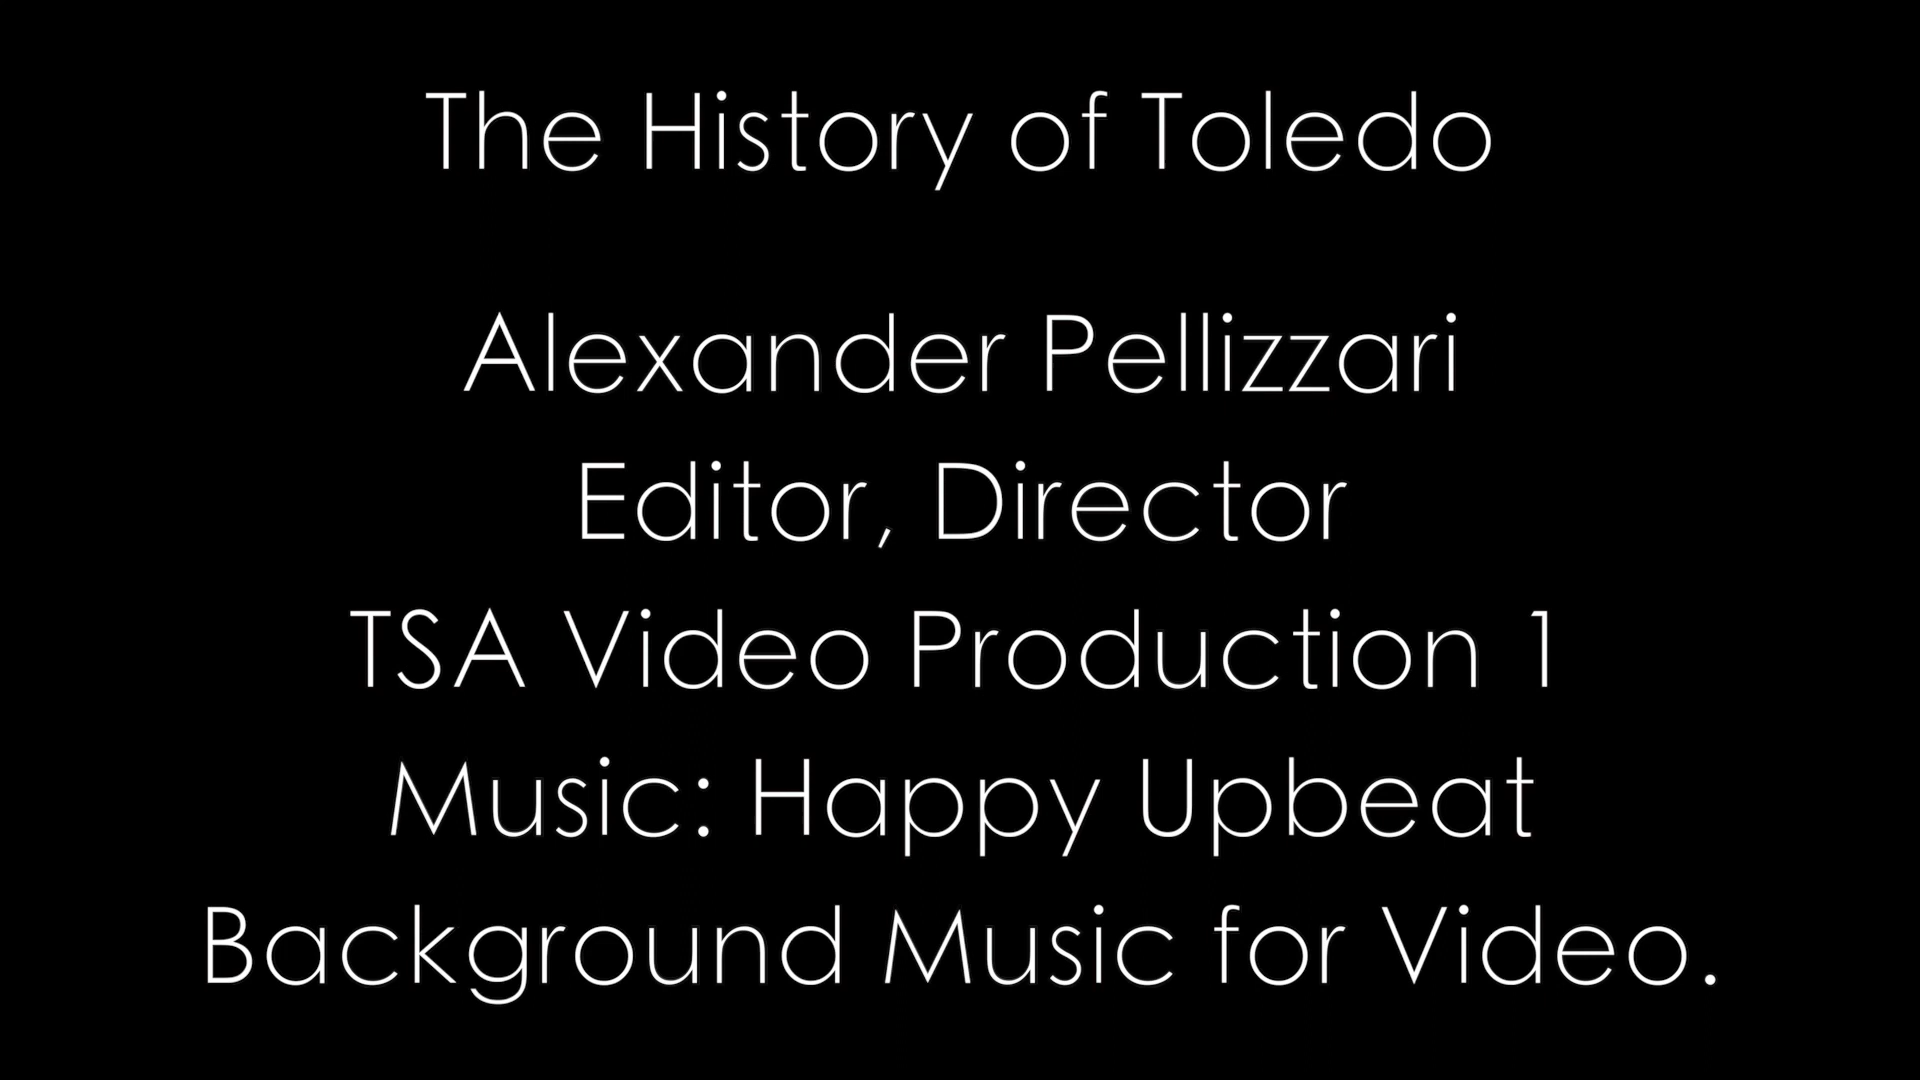 The History of Toledo
Alexander Pellizzari
Editor, Director
TSA Video Production 1
Music: Happy Upbeat
Background Music for Video.